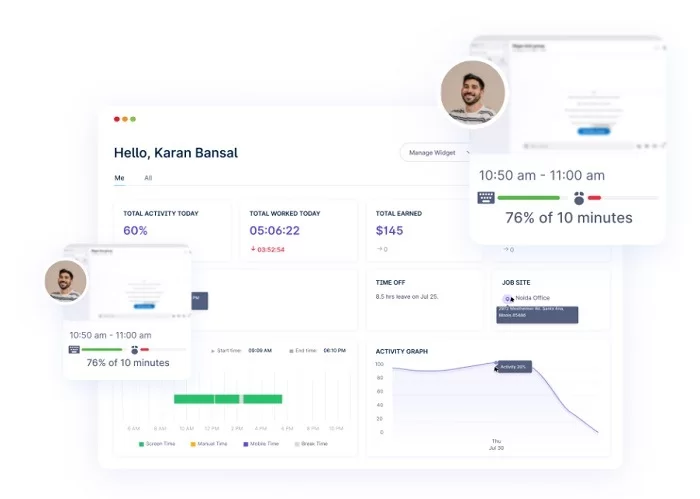 10:50 am - 11:00 am
76% of 10 minutes
Hello, Karan Bansal
Manage Widget
Me
All
TOTAL ACTIVITY TODAY
60%
TOTAL WORKED TODAY
05:06:22
03:52:54
TOTAL EARNED
$145
0
0
10:50 am - 11:00 am
76% of 10 minutes
PM
TIME OFF
8.5 hrs leave on Jul 25.
JOB SITE
Noida Office
Start time: 09:09 AM
End time: 06:10 PM
8 AM
10 AM
12 PM
2 PM
4 PM
6 PM
8 PM
10 PM
Screen Time
Manual Time
Mobile Time
Break Time
ACTIVITY GRAPH
100
80
60
40
20
0
Activity 20%
Thu
Jul 30